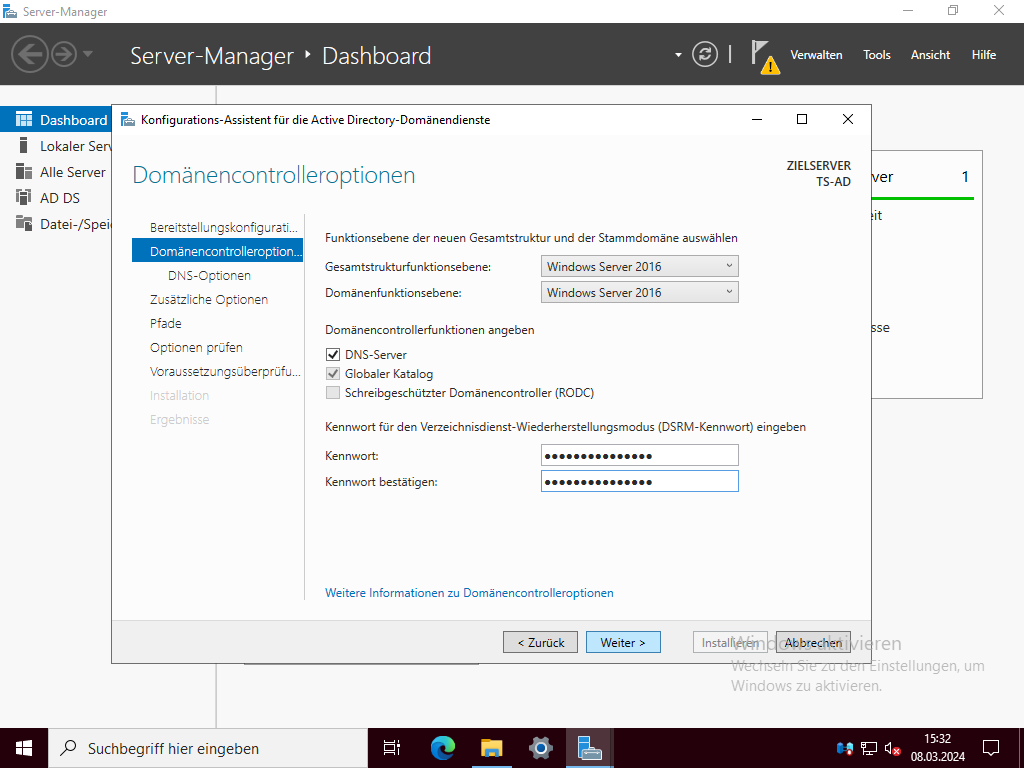 Server-Manager
Server-Manager ‣ Dashboard
Verwalten Tools Ansicht Hilfe
Dashboard
Lokaler Serv
Alle Server
AD DS
Datei-/Speic
Konfigurations-Assistent für die Active Directory-Domänendienste
Domänencontrolleroptionen
ZIELSERVER
TS-AD
Bereitstellungskonfigurati...
Domänencontrolleroption...
DNS-Optionen
Zusätzliche Optionen
Pfade
Optionen prüfen
Voraussetzungsüberprüfu...
Installation
Ergebnisse
Funktionsebene der neuen Gesamtstruktur und der Stammdomäne auswählen
Gesamtstrukturfunktionsebene: Windows Server 2016
Domänenfunktionsebene: Windows Server 2016
Domänencontrollerfunktionen angeben
DNS-Server
Globaler Katalog
Schreibgeschützter Domänencontroller (RODC)
Kennwort für den Verzeichnisdienst-Wiederherstellungsmodus (DSRM-Kennwort) eingeben
Kennwort: ●●●●●●●●●●●●●●●
Kennwort bestätigen: ●●●●●●●●●●●●●●●
Weitere Informationen zu Domänencontrolleroptionen
< Zurück Weiter > Installieren Abbrechen
ver 1
eit
sse
Windows aktivieren
Wechseln Sie zu den Einstellungen, um
Windows zu aktivieren.
Suchbegriff hier eingeben
15:32
08.03.2024